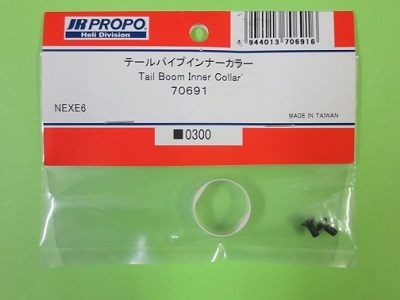 JR PROPO
Heli Division
4 944013 706916
テールパイプインナーカラー
Tail Boom Inner Collar
70691
NEXE6
MADE IN TAIWAN
■0300